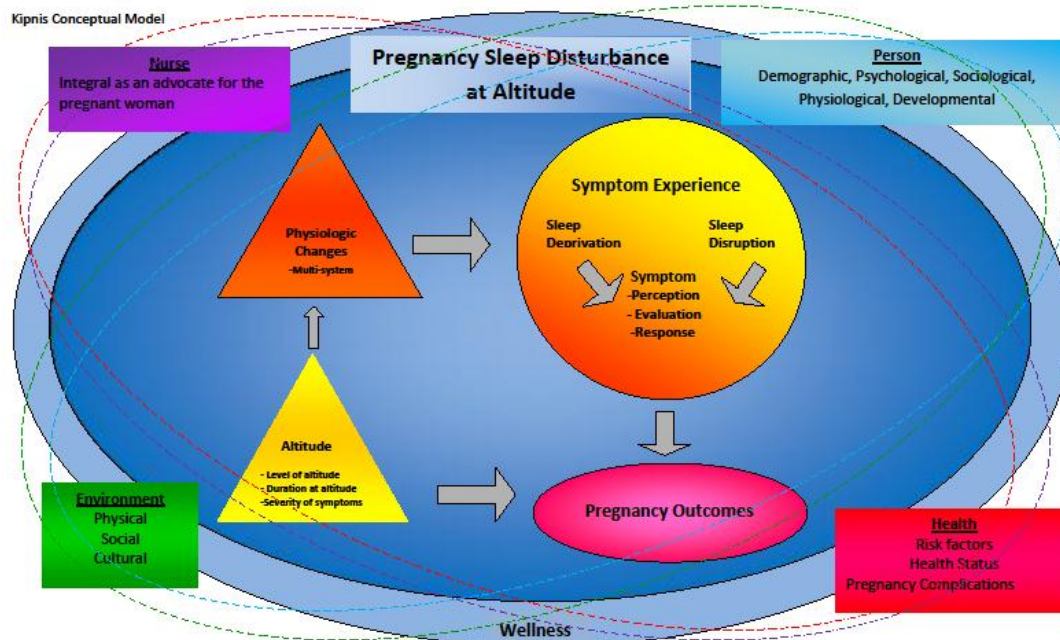 Kipnis Conceptual Model
Nurse
Integral as an advocate for the
pregnant woman
Pregnancy Sleep Disturbance
at Altitude
Person
Demographic, Psychological, Sociological,
Physiological, Developmental
Physiologic
Changes
-Multi-system
Symptom Experience
Sleep
Deprivation
Sleep
Disruption
Symptom
-Perception
- Evaluation
-Response
Altitude
- Level of altitude
- Duration at altitude
-Severity of symptoms
Pregnancy Outcomes
Environment
Physical
Social
Cultural
Health
Risk factors
Health Status
Pregnancy Complications
Wellness